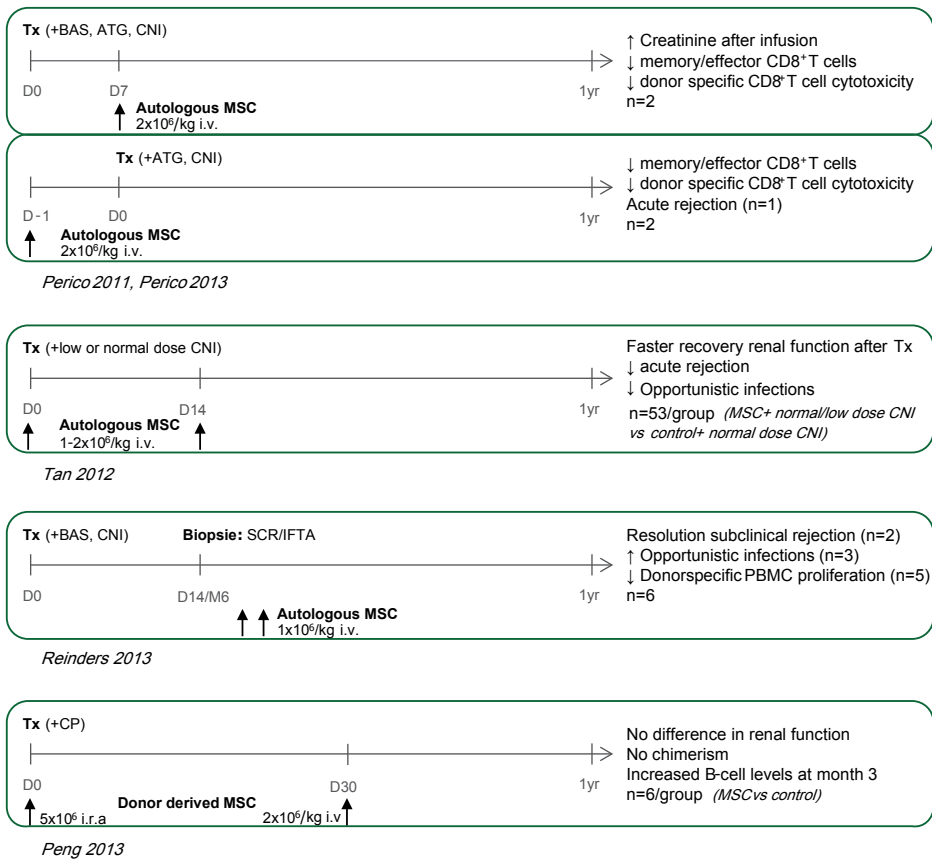 Tx (+BAS, ATG, CNI)
D0 D7 1yr
Autologous MSC
2x10⁶/kg i.v.
↑ Creatinine after infusion
↓ memory/effector CD8⁺T cells
↓ donor specific CD8⁺T cell cytotoxicity
n=2
Tx (+ATG, CNI)
D-1 D0 1yr
Autologous MSC
2x10⁶/kg i.v.
↓ memory/effector CD8⁺T cells
↓ donor specific CD8⁺T cell cytotoxicity
Acute rejection (n=1)
n=2
Perico 2011, Perico 2013
Tx (+low or normal dose CNI)
D0 D14 1yr
Autologous MSC
1-2x10⁶/kg i.v.
Faster recovery renal function after Tx
↓ acute rejection
↓ Opportunistic infections
n=53/group (MSC+ normal/low dose CNI
vs control+ normal dose CNI)
Tan 2012
Tx (+BAS, CNI) Biopsie: SCR/IFTA
D0 D14/M6 1yr
Autologous MSC
1x10⁶/kg i.v.
Resolution subclinical rejection (n=2)
↑ Opportunistic infections (n=3)
↓ Donorspecific PBMC proliferation (n=5)
n=6
Reinders 2013
Tx (+CP)
D0 D30 1yr
Donor derived MSC
5x10⁶ i.r.a 2x10⁶/kg i.v
No difference in renal function
No chimerism
Increased B-cell levels at month 3
n=6/group (MSC vs control)
Peng 2013